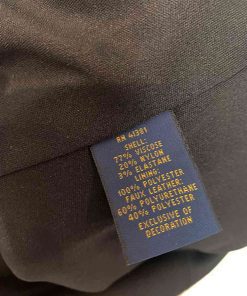 RN 41381
SHELL:
77% VISCOSE
20% NYLON
3% ELASTANE
LINING:
100% POLYESTER
FAUX LEATHER:
60% POLYURETHANE
40% POLYESTER
EXCLUSIVE OF
DECORATION